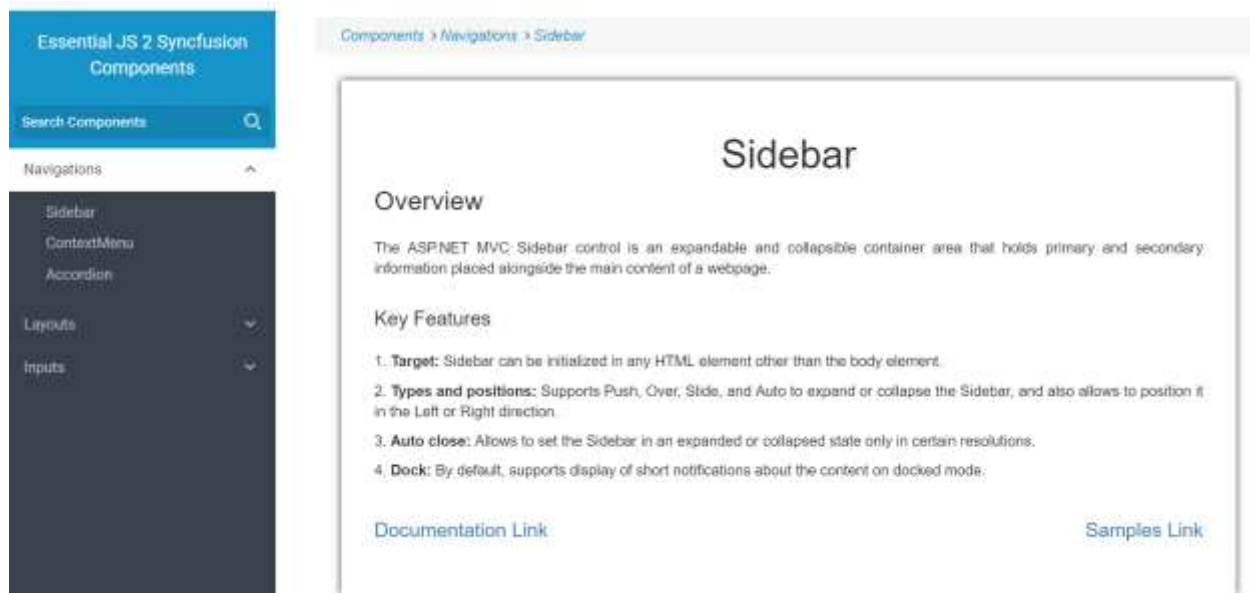 Essential JS 2 Syncfusion
Components
Search Components
Navigations
Sidebar
ContextMenu
Accordion
Layouts
Inputs
Components > Navigations > Sidebar
Sidebar
Overview
The ASP.NET MVC Sidebar control is an expandable and collapsible container area that holds primary and secondary
information placed alongside the main content of a webpage.
Key Features
1. Target: Sidebar can be initialized in any HTML element other than the body element.
2. Types and positions: Supports Push, Over, Slide, and Auto to expand or collapse the Sidebar, and also allows to position it
in the Left or Right direction.
3. Auto close: Allows to set the Sidebar in an expanded or collapsed state only in certain resolutions.
4. Dock: By default, supports display of short notifications about the content on docked mode.
Documentation Link
Samples Link